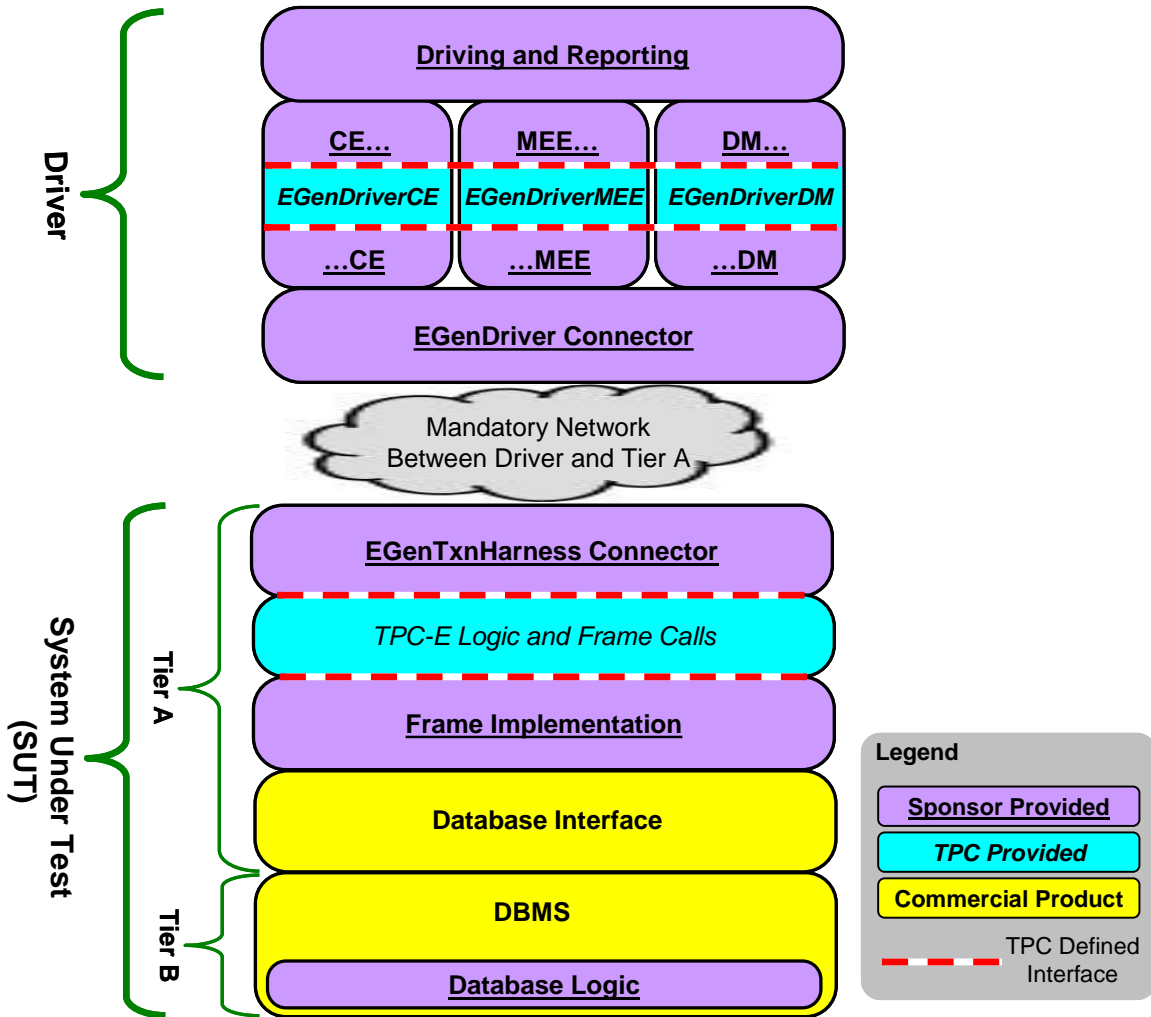 Driving and Reporting
CE…
MEE…
DM…
EGenDriverCE
EGenDriverMEE
EGenDriverDM
…CE
…MEE
…DM
EGenDriver Connector
Driver
Mandatory Network
Between Driver and Tier A
EGenTxnHarness Connector
TPC-E Logic and Frame Calls
Frame Implementation
Database Interface
DBMS
Database Logic
Tier A
Tier B
System Under Test
(SUT)
Legend
Sponsor Provided
TPC Provided
Commercial Product
TPC Defined
Interface